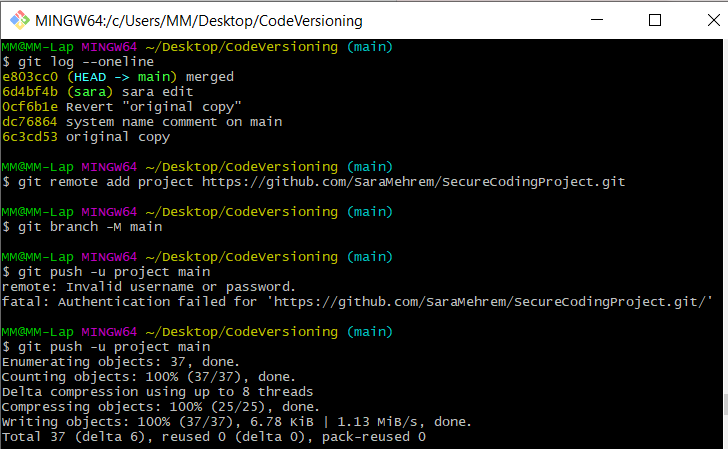 MINGW64:/c/Users/MM/Desktop/CodeVersioning
MM@MM-Lap MINGW64 ~/Desktop/CodeVersioning (main)
$ git log --oneline
e803cc0 (HEAD -> main) merged
6d4bf4b (sara) sara edit
0cf6b1e Revert "original copy"
dc76864 system name comment on main
6c3cd53 original copy
MM@MM-Lap MINGW64 ~/Desktop/CodeVersioning (main)
$ git remote add project https://github.com/SaraMehrem/SecureCodingProject.git
MM@MM-Lap MINGW64 ~/Desktop/CodeVersioning (main)
$ git branch -M main
MM@MM-Lap MINGW64 ~/Desktop/CodeVersioning (main)
$ git push -u project main
remote: Invalid username or password.
fatal: Authentication failed for 'https://github.com/SaraMehrem/SecureCodingProject.git/'
MM@MM-Lap MINGW64 ~/Desktop/CodeVersioning (main)
$ git push -u project main
Enumerating objects: 37, done.
Counting objects: 100% (37/37), done.
Delta compression using up to 8 threads
Compressing objects: 100% (25/25), done.
Writing objects: 100% (37/37), 6.78 KiB | 1.13 MiB/s, done.
Total 37 (delta 6), reused 0 (delta 0), pack-reused 0